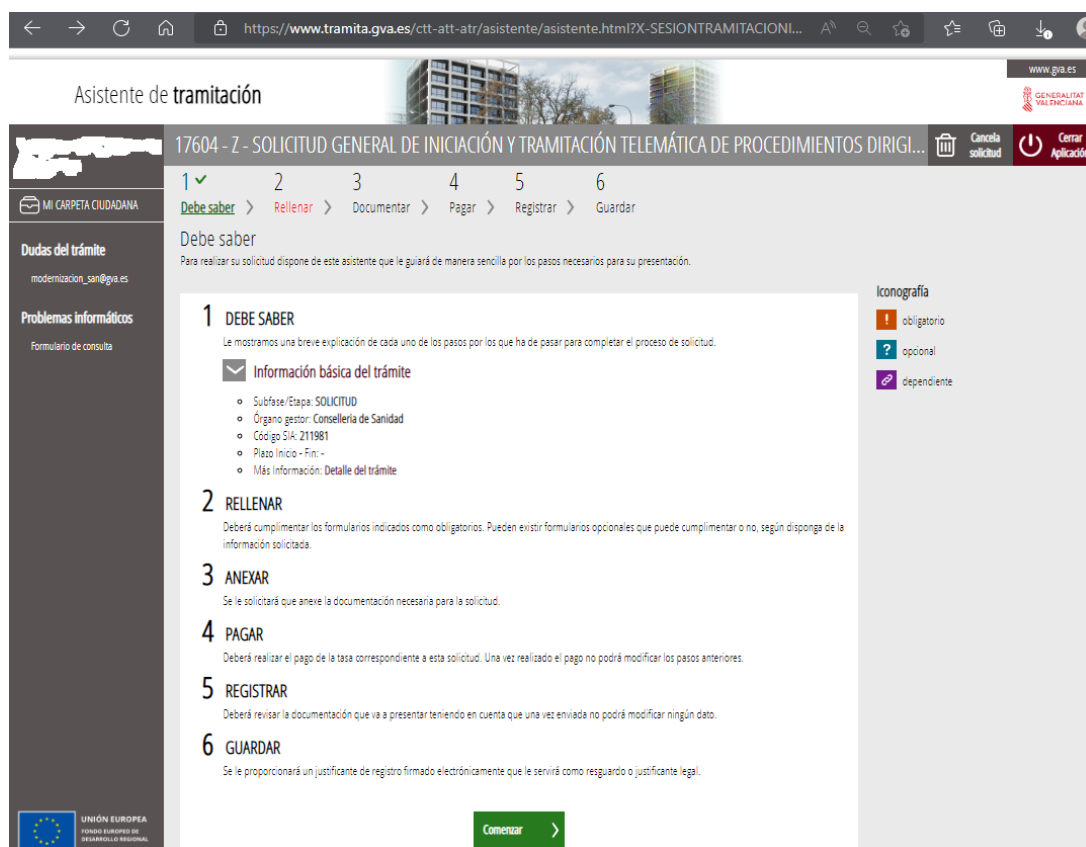 https://www.tramita.gva.es/ctt-att-atr/asistente/asistente.html?X-SESIONTRAMITACIONI...
www.gva.es
Asistente de tramitación
GENERALITAT
VALENCIANA
17604 - Z - SOLICITUD GENERAL DE INICIACIÓN Y TRAMITACIÓN TELEMÁTICA DE PROCEDIMIENTOS DIRIGI...
Cancela
solicitud
Cerrar
Aplicación
MI CARPETA CIUDADANA
1 2 3 4 5 6
Debe saber > Rellenar > Documentar > Pagar > Registrar > Guardar
Dudas del trámite
modernizacion_san@gva.es
Problemas informáticos
Formulario de consulta
Debe saber
Para realizar su solicitud dispone de este asistente que le guiará de manera sencilla por los pasos necesarios para su presentación.
Iconografía
! obligatorio
? opcional
dependiente
1 DEBE SABER
Le mostramos una breve explicación de cada uno de los pasos por los que ha de pasar para completar el proceso de solicitud.
Información básica del trámite
Subfase/Etapa: SOLICITUD
Órgano gestor: Conselleria de Sanidad
Código SIA: 211981
Plazo Inicio - Fin: -
Más Información: Detalle del trámite
2 RELLENAR
Deberá cumplimentar los formularios indicados como obligatorios. Pueden existir formularios opcionales que puede cumplimentar o no, según disponga de la
información solicitada.
3 ANEXAR
Se le solicitará que anexe la documentación necesaria para la solicitud.
4 PAGAR
Deberá realizar el pago de la tasa correspondiente a esta solicitud. Una vez realizado el pago no podrá modificar los pasos anteriores.
5 REGISTRAR
Deberá revisar la documentación que va a presentar teniendo en cuenta que una vez enviada no podrá modificar ningún dato.
6 GUARDAR
Se le proporcionará un justificante de registro firmado electrónicamente que le servirá como resguardo o justificante legal.
Comenzar
UNIÓN EUROPEA
FONDO EUROPEO DE
DESARROLLO REGIONAL